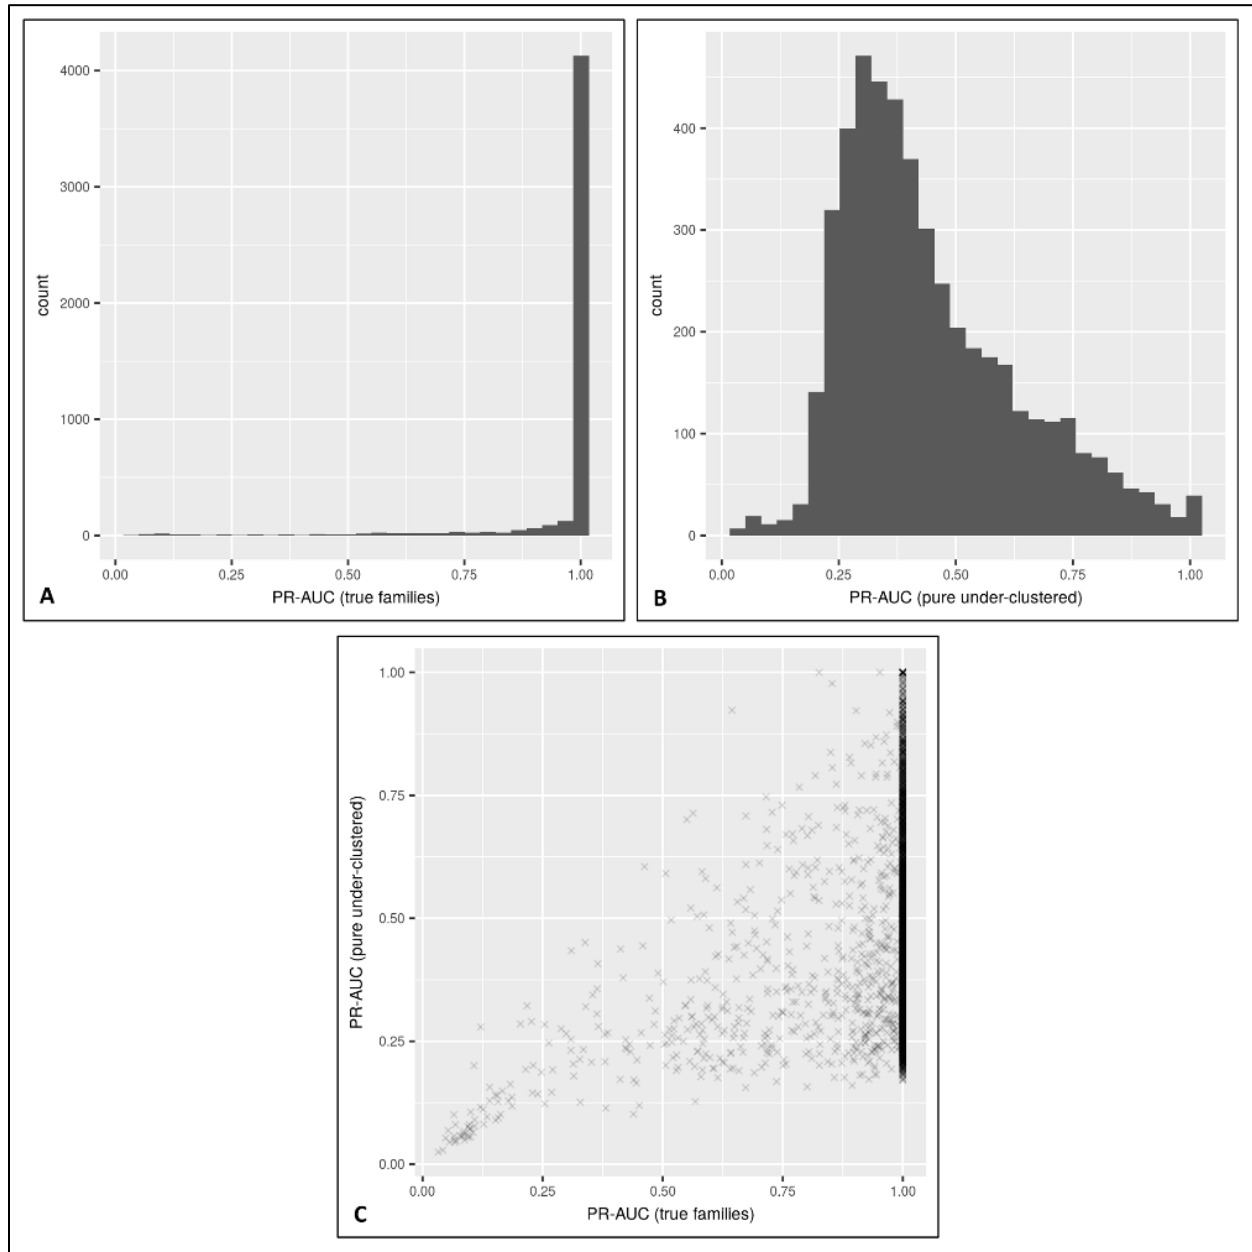 4000
3000
2000
1000
0
count
0.00 0.25 0.50 0.75 1.00
PR-AUC (true families)
A
400
300
200
100
0
count
0.00 0.25 0.50 0.75 1.00
PR-AUC (pure under-clustered)
B
1.00
0.75
0.50
0.25
0.00
PR-AUC (pure under-clustered)
0.00 0.25 0.50 0.75 1.00
PR-AUC (true families)
C